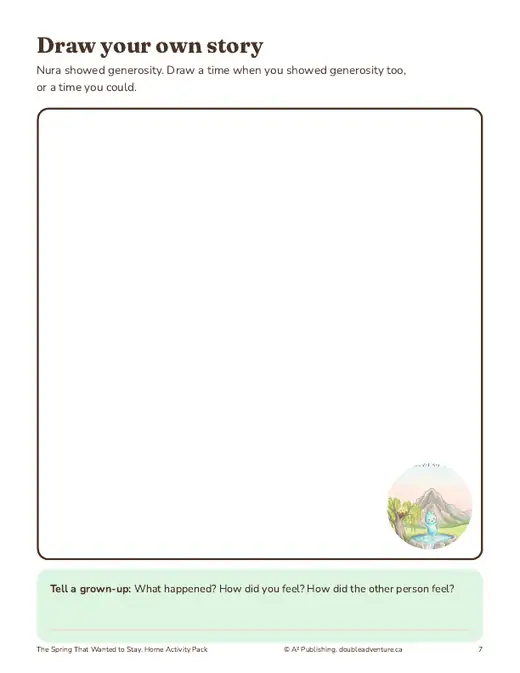 Draw your own story
Nura showed generosity. Draw a time when you showed generosity too,
or a time you could.
Tell a grown-up: What happened? How did you feel? How did the other person feel?
The Spring That Wanted to Stay. Home Activity Pack
© A² Publishing. doubleadventure.ca
7